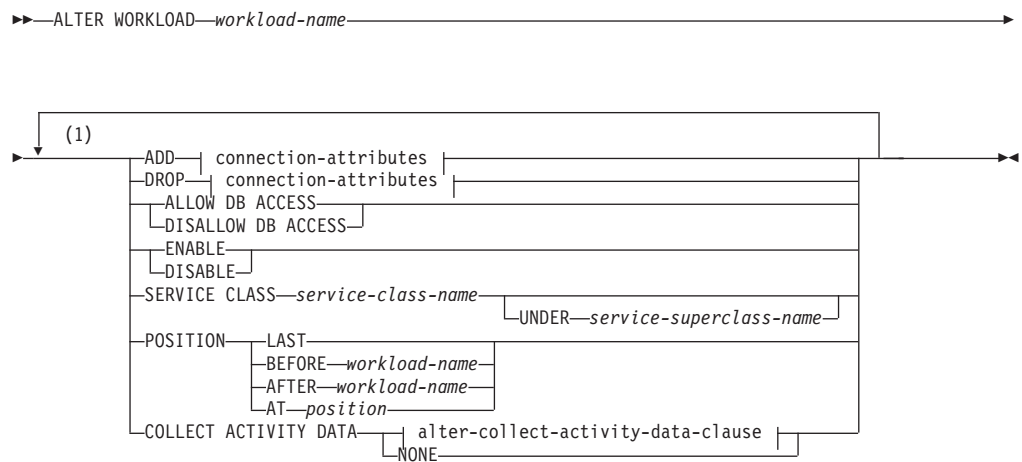 ALTER WORKLOAD workload-name
(1)
ADD connection-attributes
DROP connection-attributes
ALLOW DB ACCESS
DISALLOW DB ACCESS
ENABLE
DISABLE
SERVICE CLASS service-class-name
UNDER service-superclass-name
POSITION LAST
BEFORE workload-name
AFTER workload-name
AT position
COLLECT ACTIVITY DATA alter-collect-activity-data-clause
NONE